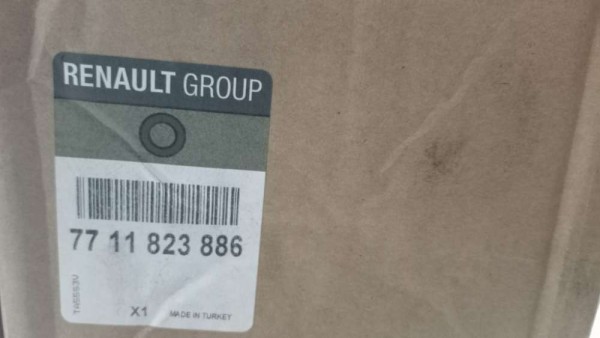 RENAULT GROUP
77 11 823 886
X1 MADE IN TURKEY